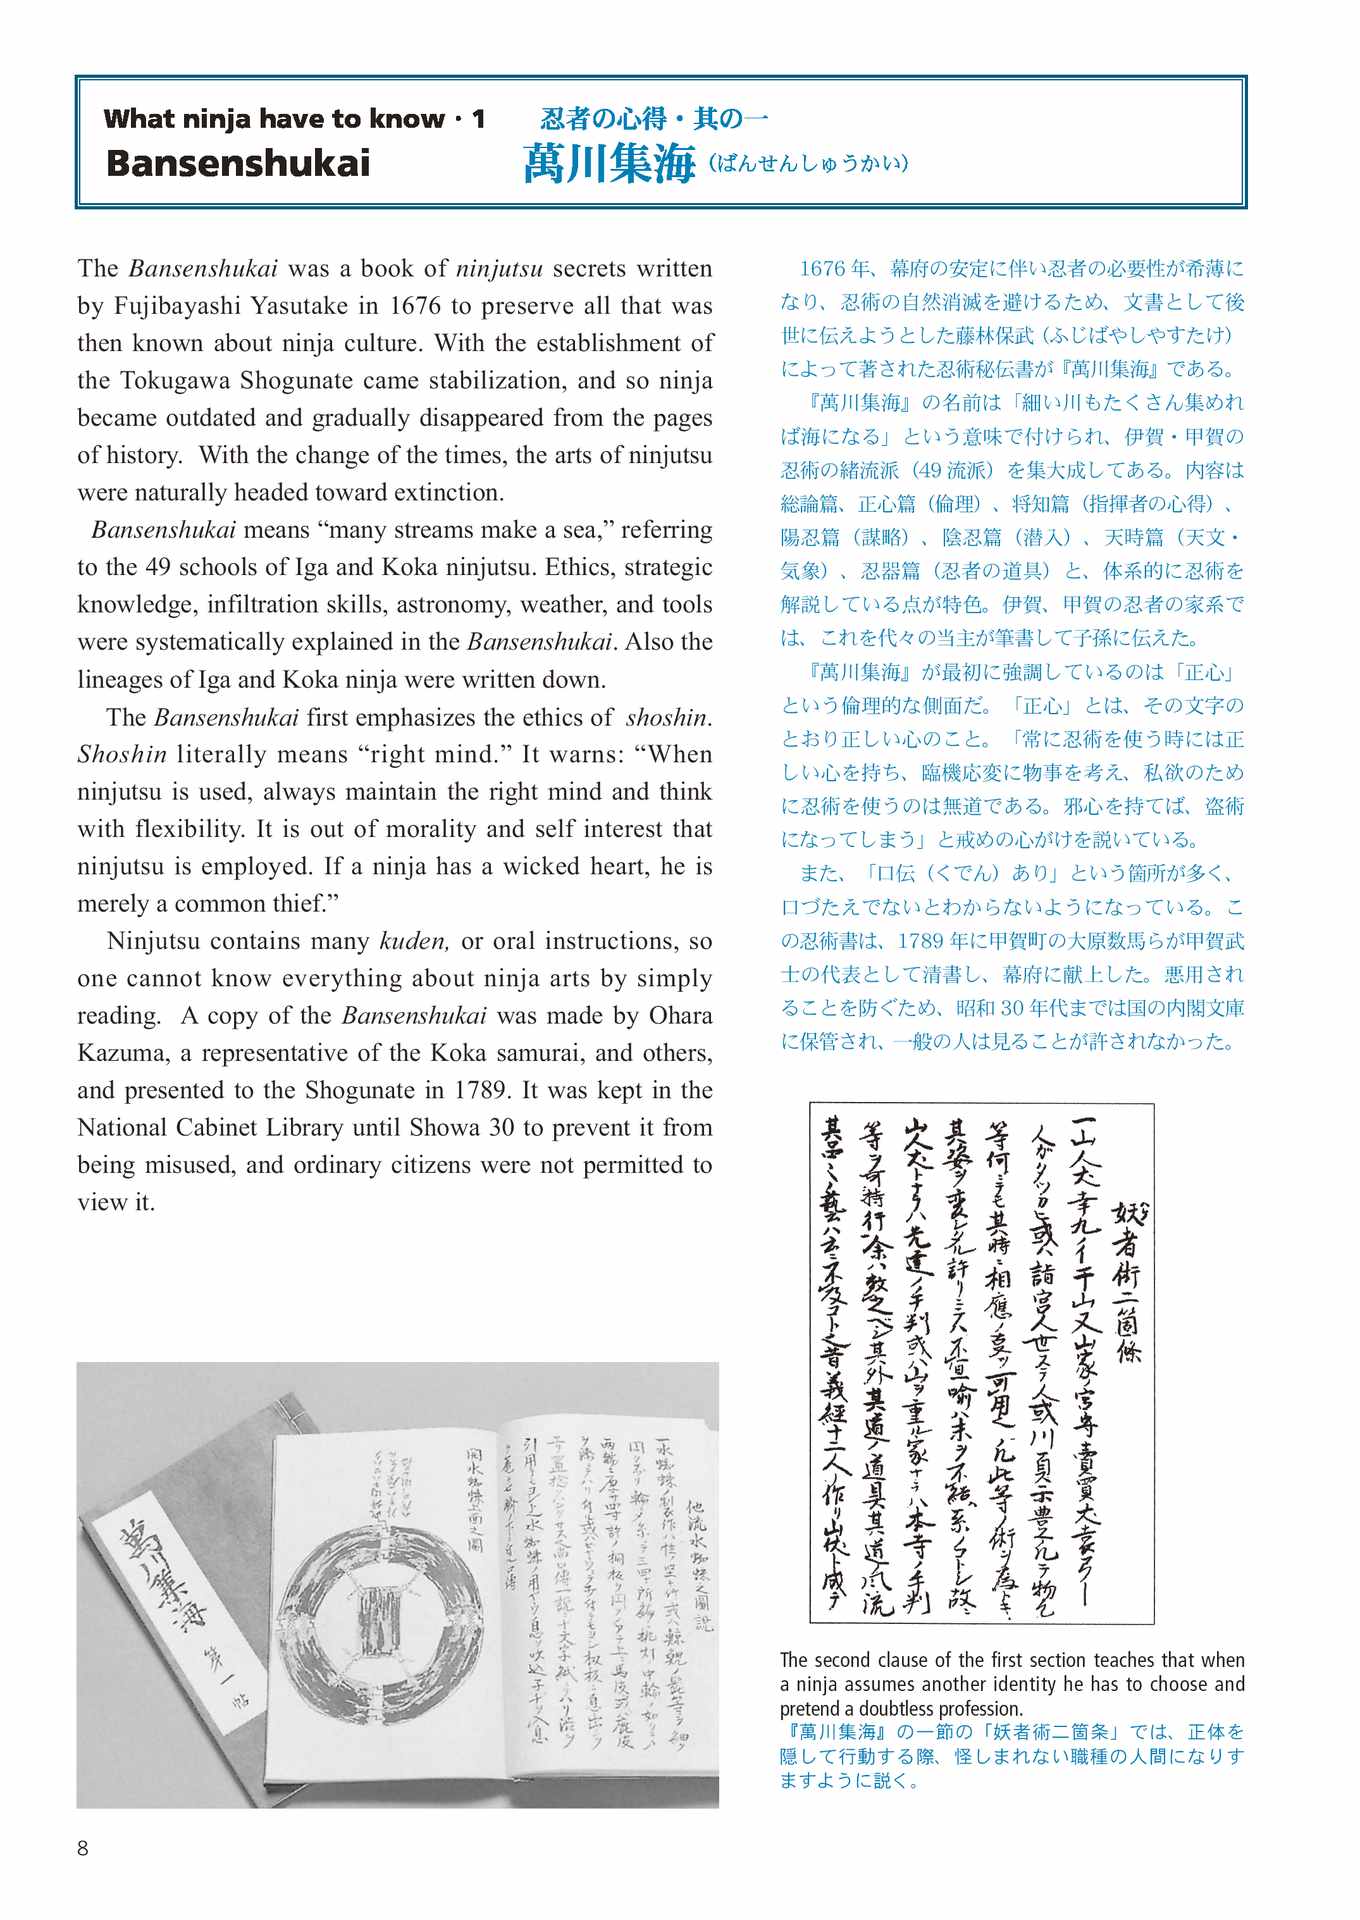 What ninja have to know・1
Bansenshukai
忍者の心得・其の一
萬川集海（ばんせんしゅうかい）
The Bansenshukai was a book of ninjutsu secrets written
by Fujibayashi Yasutake in 1676 to preserve all that was
then known about ninja culture. With the establishment of
the Tokugawa Shogunate came stabilization, and so ninja
became outdated and gradually disappeared from the pages
of history. With the change of the times, the arts of ninjutsu
were naturally headed toward extinction.
Bansenshukai means “many streams make a sea,” referring
to the 49 schools of Iga and Koka ninjutsu. Ethics, strategic
knowledge, infiltration skills, astronomy, weather, and tools
were systematically explained in the Bansenshukai. Also the
lineages of Iga and Koka ninja were written down.
The Bansenshukai first emphasizes the ethics of shoshin.
Shoshin literally means “right mind.” It warns: “When
ninjutsu is used, always maintain the right mind and think
with flexibility. It is out of morality and self interest that
ninjutsu is employed. If a ninja has a wicked heart, he is
merely a common thief.”
Ninjutsu contains many kuden, or oral instructions, so
one cannot know everything about ninja arts by simply
reading. A copy of the Bansenshukai was made by Ohara
Kazuma, a representative of the Koka samurai, and others,
and presented to the Shogunate in 1789. It was kept in the
National Cabinet Library until Showa 30 to prevent it from
being misused, and ordinary citizens were not permitted to
view it.
1676 年、幕府の安定に伴い忍者の必要性が希薄に
なり、忍術の自然消滅を避けるため、文書として後
世に伝えようとした藤林保武（ふじばやしやすたけ）
によって著された忍術秘伝書が『萬川集海』である。
『萬川集海』の名前は「細い川もたくさん集めれ
ば海になる」という意味で付けられ、伊賀・甲賀の
忍術の緒流派（49 流派）を集大成してある。内容は
総論篇、正心篇（倫理）、将知篇（指揮者の心得）、
陽忍篇（謀略）、陰忍篇（潜入）、天時篇（天文・
気象）、忍器篇（忍者の道具）と、体系的に忍術を
解説している点が特色。伊賀、甲賀の忍者の家系で
は、これを代々の当主が筆書して子孫に伝えた。
『萬川集海』が最初に強調しているのは「正心」
という倫理的な側面だ。「正心」とは、その文字の
とおり正しい心のこと。「常に忍術を使う時には正
しい心を持ち、臨機応変に物事を考え、私欲のため
に忍術を使うのは無道である。邪心を持てば、盗術
になってしまう」と戒めの心がけを説いている。
また、「口伝（くでん）あり」という箇所が多く、
口づたえでないとわからないようになっている。こ
の忍術書は、1789 年に甲賀町の大原数馬らが甲賀武
士の代表として清書し、幕府に献上した。悪用され
ることを防ぐため、昭和 30 年代までは国の内閣文庫
に保管され、一般の人は見ることが許されなかった。
妖者術二箇條
萬川集海
第一帖
他流水蜘蛛之圖説
The second clause of the first section teaches that when
a ninja assumes another identity he has to choose and
pretend a doubtless profession.
『萬川集海』の一節の「妖者術二箇条」では、正体を
隠して行動する際、怪しまれない職種の人間になりす
ますように説く。
8